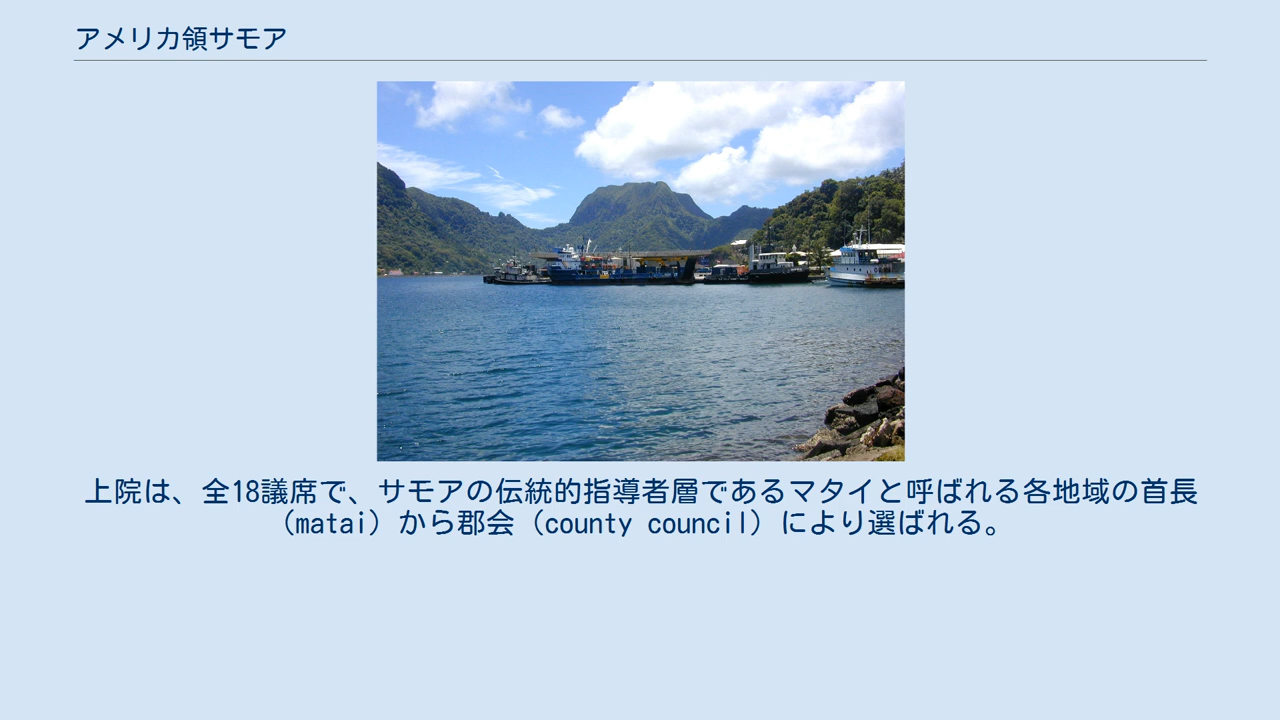 アメリカ領サモア
上院は、全18議席で、サモアの伝統的指導者層であるマタイと呼ばれる各地域の首長
（matai）から郡会（county council）により選ばれる。